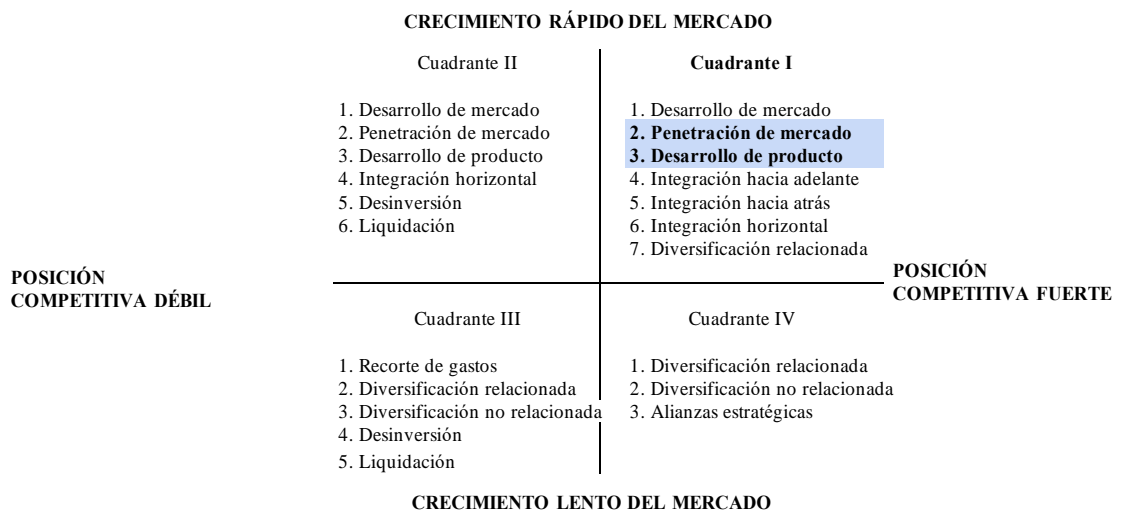 CRECIMIENTO RÁPIDO DEL MERCADO
Cuadrante II
1. Desarrollo de mercado
2. Penetración de mercado
3. Desarrollo de producto
4. Integración horizontal
5. Desinversión
6. Liquidación
Cuadrante I
1. Desarrollo de mercado
2. Penetración de mercado
3. Desarrollo de producto
4. Integración hacia adelante
5. Integración hacia atrás
6. Integración horizontal
7. Diversificación relacionada
POSICIÓN
COMPETITIVA DÉBIL
POSICIÓN
COMPETITIVA FUERTE
Cuadrante III
1. Recorte de gastos
2. Diversificación relacionada
3. Diversificación no relacionada
4. Desinversión
5. Liquidación
Cuadrante IV
1. Diversificación relacionada
2. Diversificación no relacionada
3. Alianzas estratégicas
CRECIMIENTO LENTO DEL MERCADO